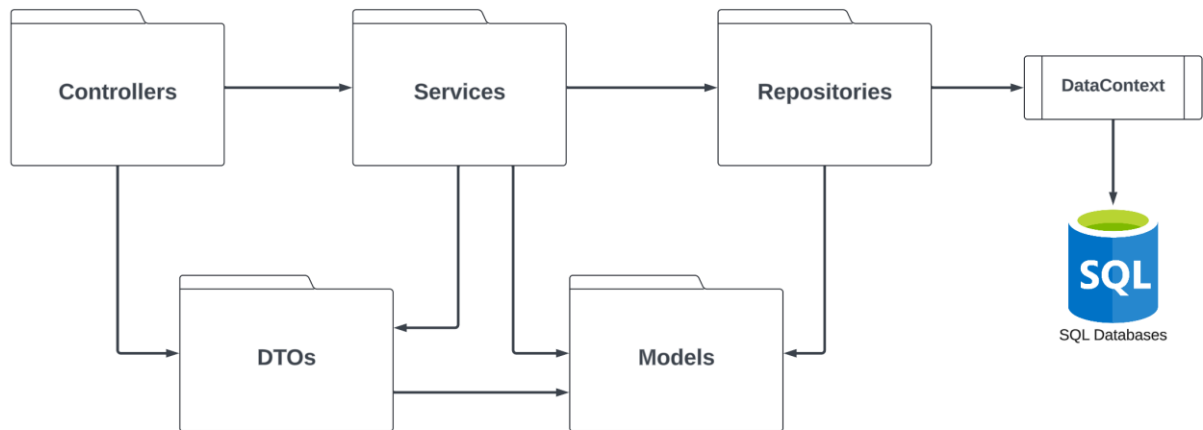 Controllers
Services
Repositories
DataContext
SQL
SQL Databases
DTOs
Models